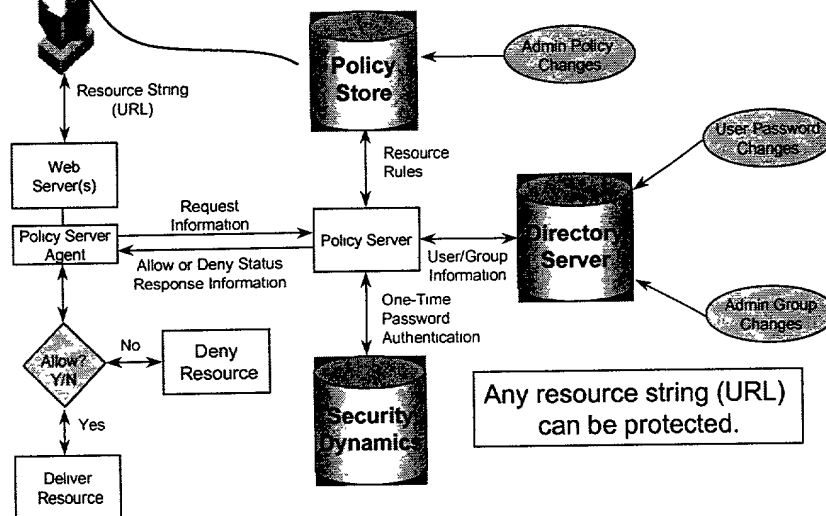 Admin Policy
Changes
Policy
Store
Resource String
(URL)
User Password
Changes
Web
Server(s)
Resource
Rules
Request
Information
Policy Server
Agent
Policy Server
Directory
Server
Allow or Deny Status
Response Information
User/Group
Information
One-Time
Password
Authentication
Admin Group
Changes
Allow?
Y/N
No
Deny
Resource
Any resource string (URL)
can be protected.
Security
Dynamics
Yes
Deliver
Resource